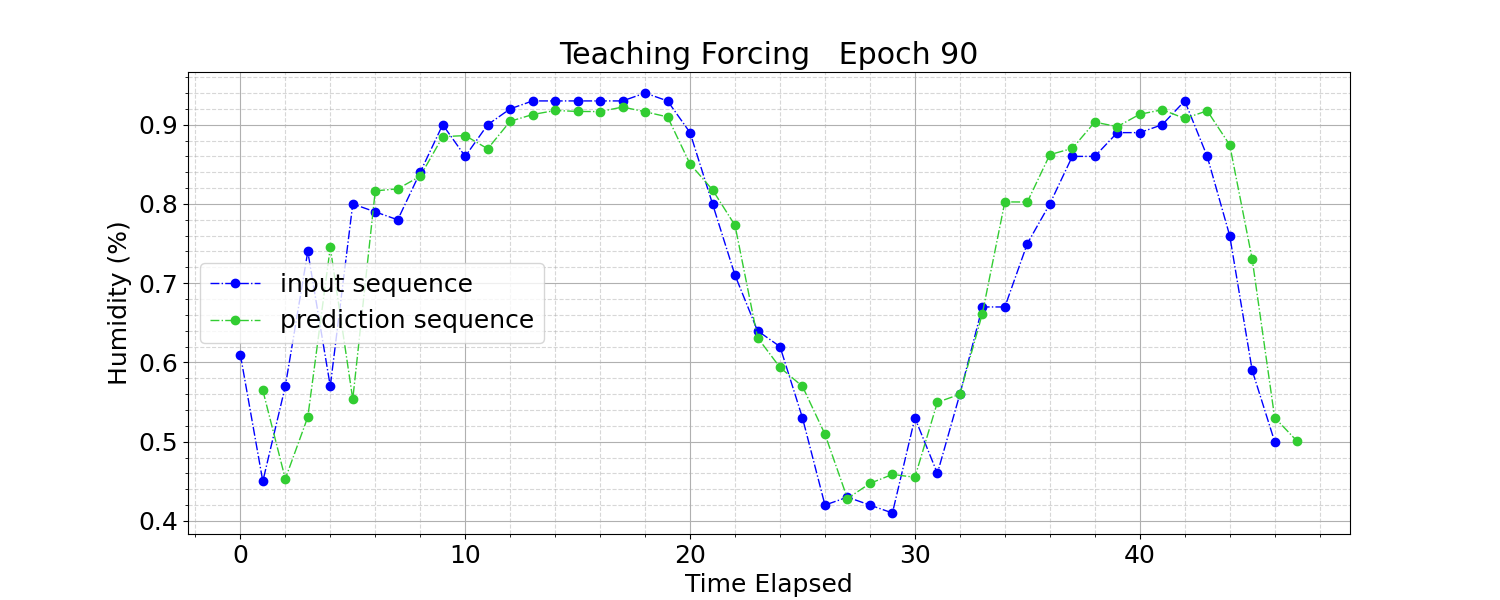 Teaching Forcing   Epoch 90
Humidity (%)
0.9
0.8
0.7
0.6
0.5
0.4
input sequence
prediction sequence
0 10 20 30 40
Time Elapsed